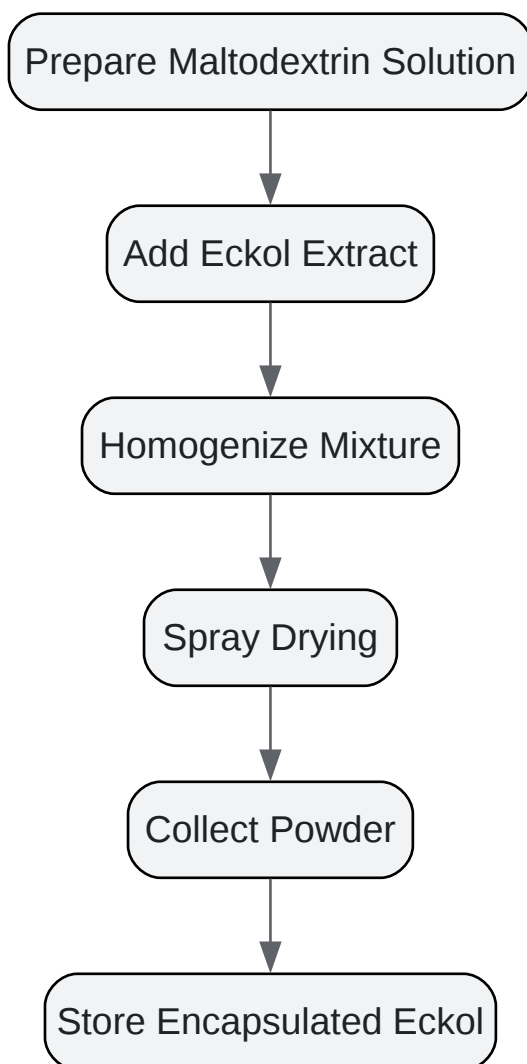 Prepare Maltodextrin Solution
Add Eckol Extract
Homogenize Mixture
Spray Drying
Collect Powder
Store Encapsulated Eckol